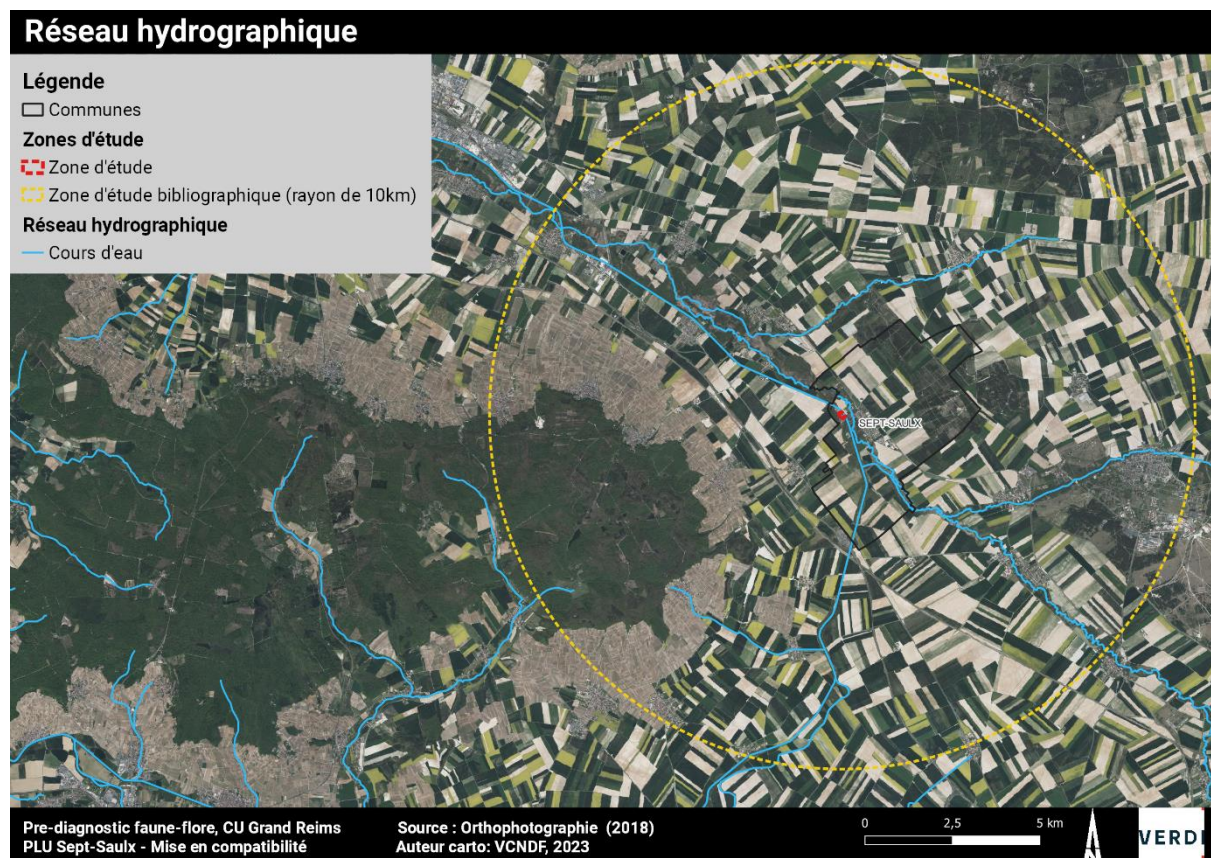 Réseau hydrographique
Légende
Communes
Zones d'étude
Zone d'étude
Zone d'étude bibliographique (rayon de 10km)
Réseau hydrographique
Cours d'eau
SEPT-SAULX
Pre-diagnostic faune-flore, CU Grand Reims
PLU Sept-Saulx - Mise en compatibilité
Source : Orthophotographie (2018)
Auteur carto: VCNDF, 2023
0 2,5 5 km
N
VERDI